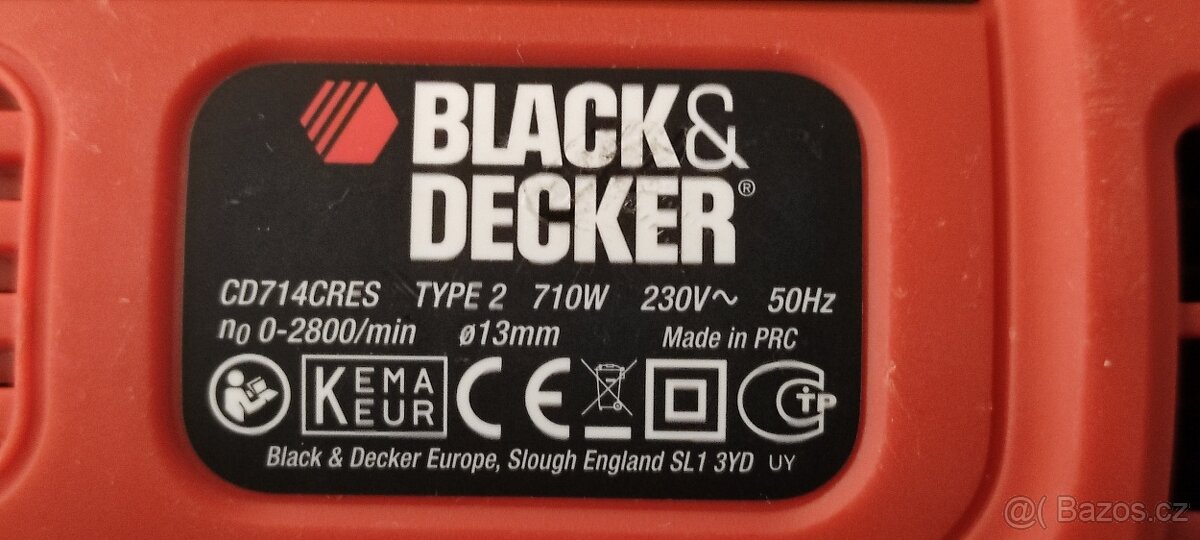 BLACK&
DECKER®
CD714CRES TYPE 2 710W 230V~ 50Hz
n0 0-2800/min ø13mm Made in PRC
KEMA
EUR CE PCT
Black & Decker Europe, Slough England SL1 3YD UY
@( Bazos.cz